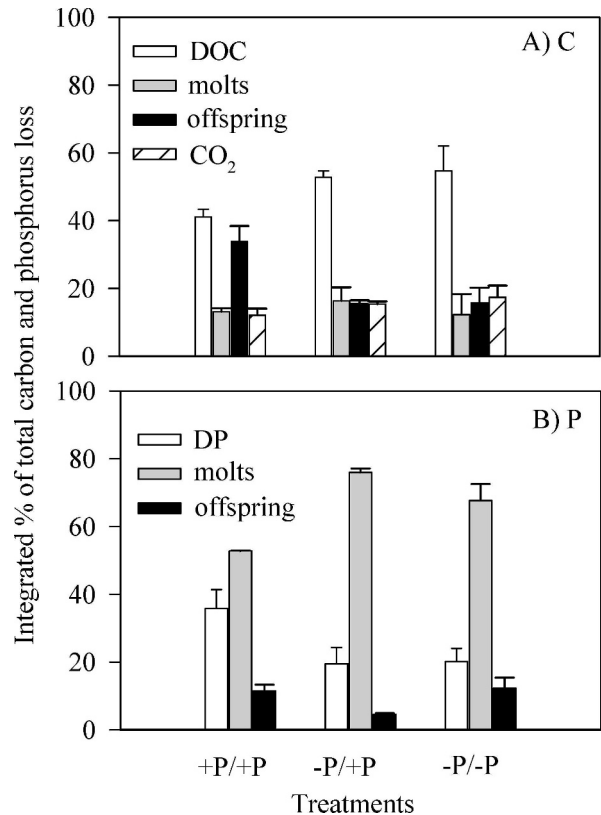 Integrated % of total carbon and phosphorus loss
100
80
60
40
20
0
A) C
DOC
molts
offspring
CO₂
100
80
60
40
20
0
B) P
DP
molts
offspring
+P/+P -P/+P -P/-P
Treatments